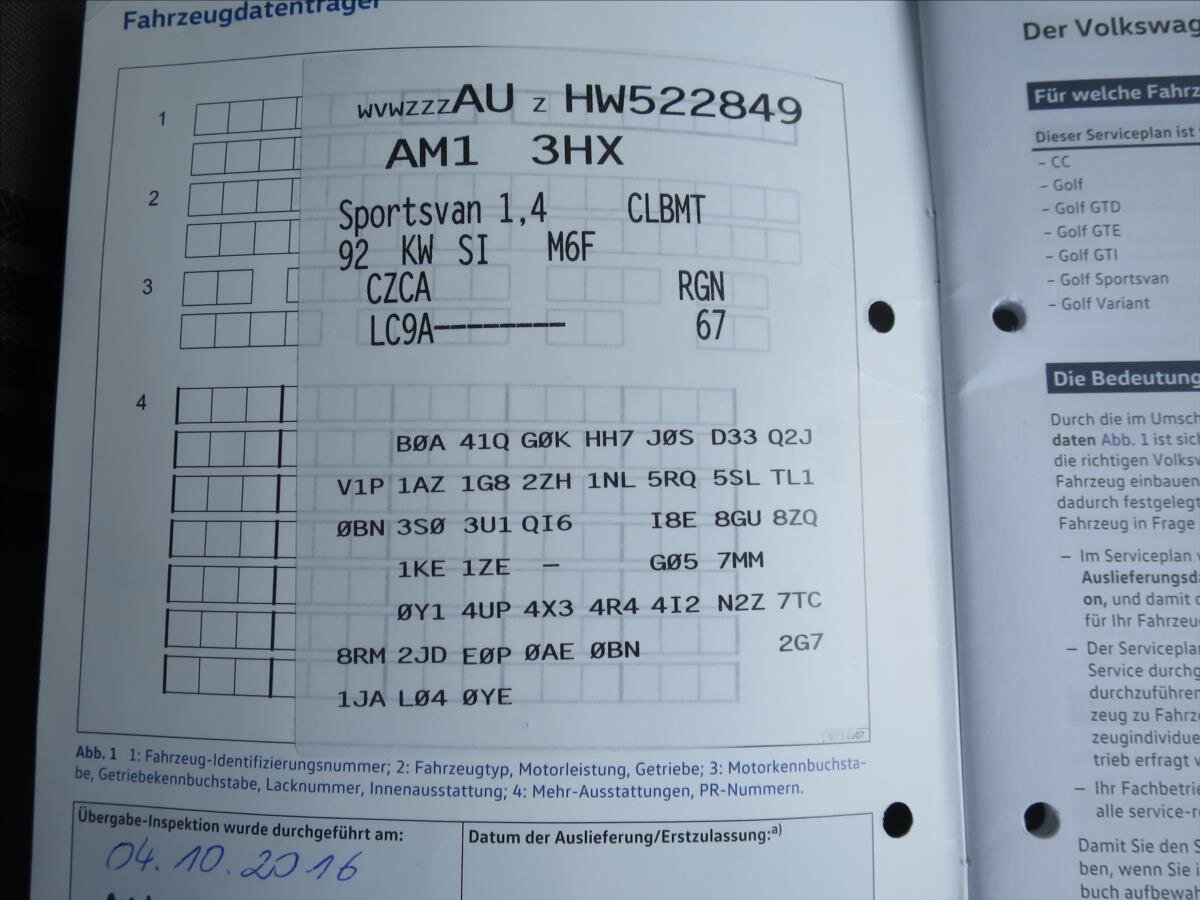 Fahrzeugdatenträger
1
wvwzzzAU z HW522849
AM1 3HX
2
Sportsvan 1,4 CLBMT
92 KW SI M6F
3
CZCA RGN
LC9A-------- 67
4
BØA 41Q GØK HH7 JØS D33 Q2J
V1P 1AZ 1G8 2ZH 1NL 5RQ 5SL TL1
ØBN 3SØ 3U1 QI6 I8E 8GU 8ZQ
1KE 1ZE – GØ5 7MM
ØY1 4UP 4X3 4R4 4I2 N2Z 7TC
8RM 2JD EØP ØAE ØBN 2G7
1JA LØ4 ØYE
Abb. 1 1: Fahrzeug-Identifizierungsnummer; 2: Fahrzeugtyp, Motorleistung, Getriebe; 3: Motorkennbuchsta-
be, Getriebekennbuchstabe, Lacknummer, Innenausstattung; 4: Mehr-Ausstattungen, PR-Nummern.
Übergabe-Inspektion wurde durchgeführt am:
04.10.2016
Datum der Auslieferung/Erstzulassung:a)
Der Volkswag
Für welche Fahrz
Dieser Serviceplan ist
– CC
– Golf
– Golf GTD
– Golf GTE
– Golf GTI
– Golf Sportsvan
– Golf Variant
Die Bedeutung
Durch die im Umsch
daten Abb. 1 ist sic
die richtigen Volksw
Fahrzeug einbauen
dadurch festgelegt
Fahrzeug in Frage
– Im Serviceplan
Auslieferungsda
on, und damit
für Ihr Fahrzeu
– Der Servicepla
Service durchg
durchzuführen
zeug zu Fahrz
zeugindividue
trieb erfragt
– Ihr Fachbetrie
alle service-r
Damit Sie den S
ben, wenn Sie i
buch aufbewah